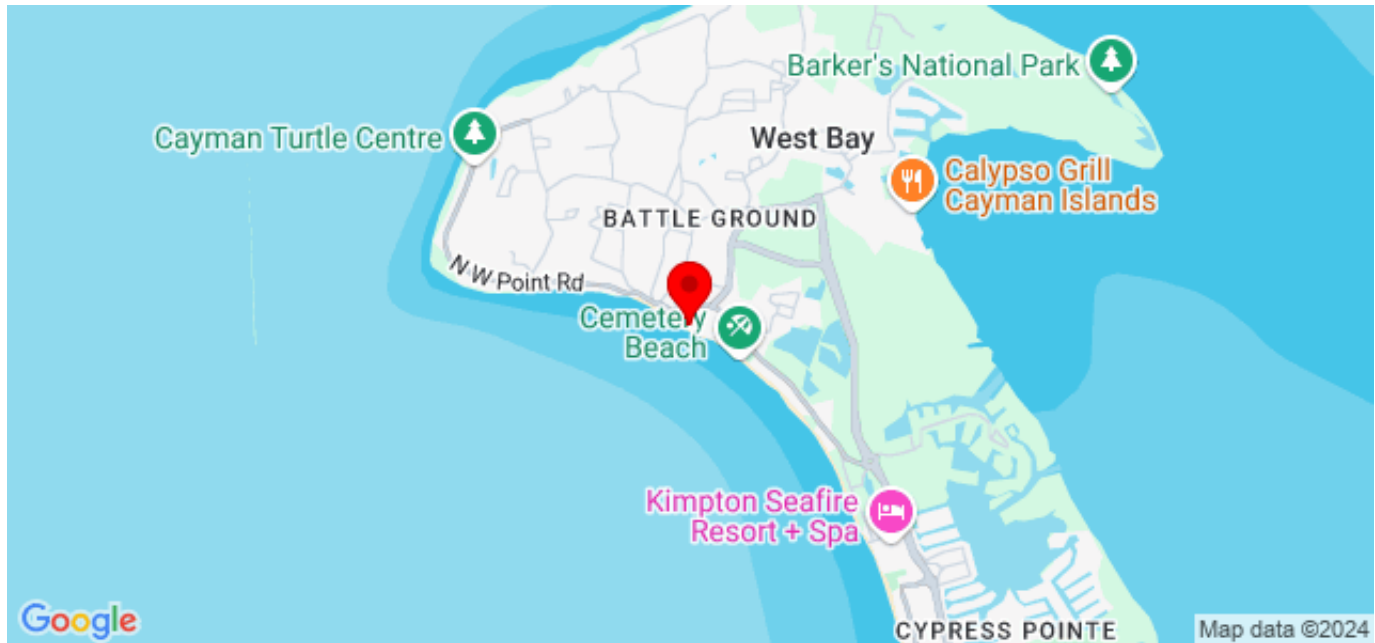 Barker's National Park
Cayman Turtle Centre
West Bay
Calypso Grill
Cayman Islands
BATTLE GROUND
N W Point Rd
Cemetery
Beach
Kimpton Seafire
Resort + Spa
CYPRESS POINTE
Google
Map data ©2024